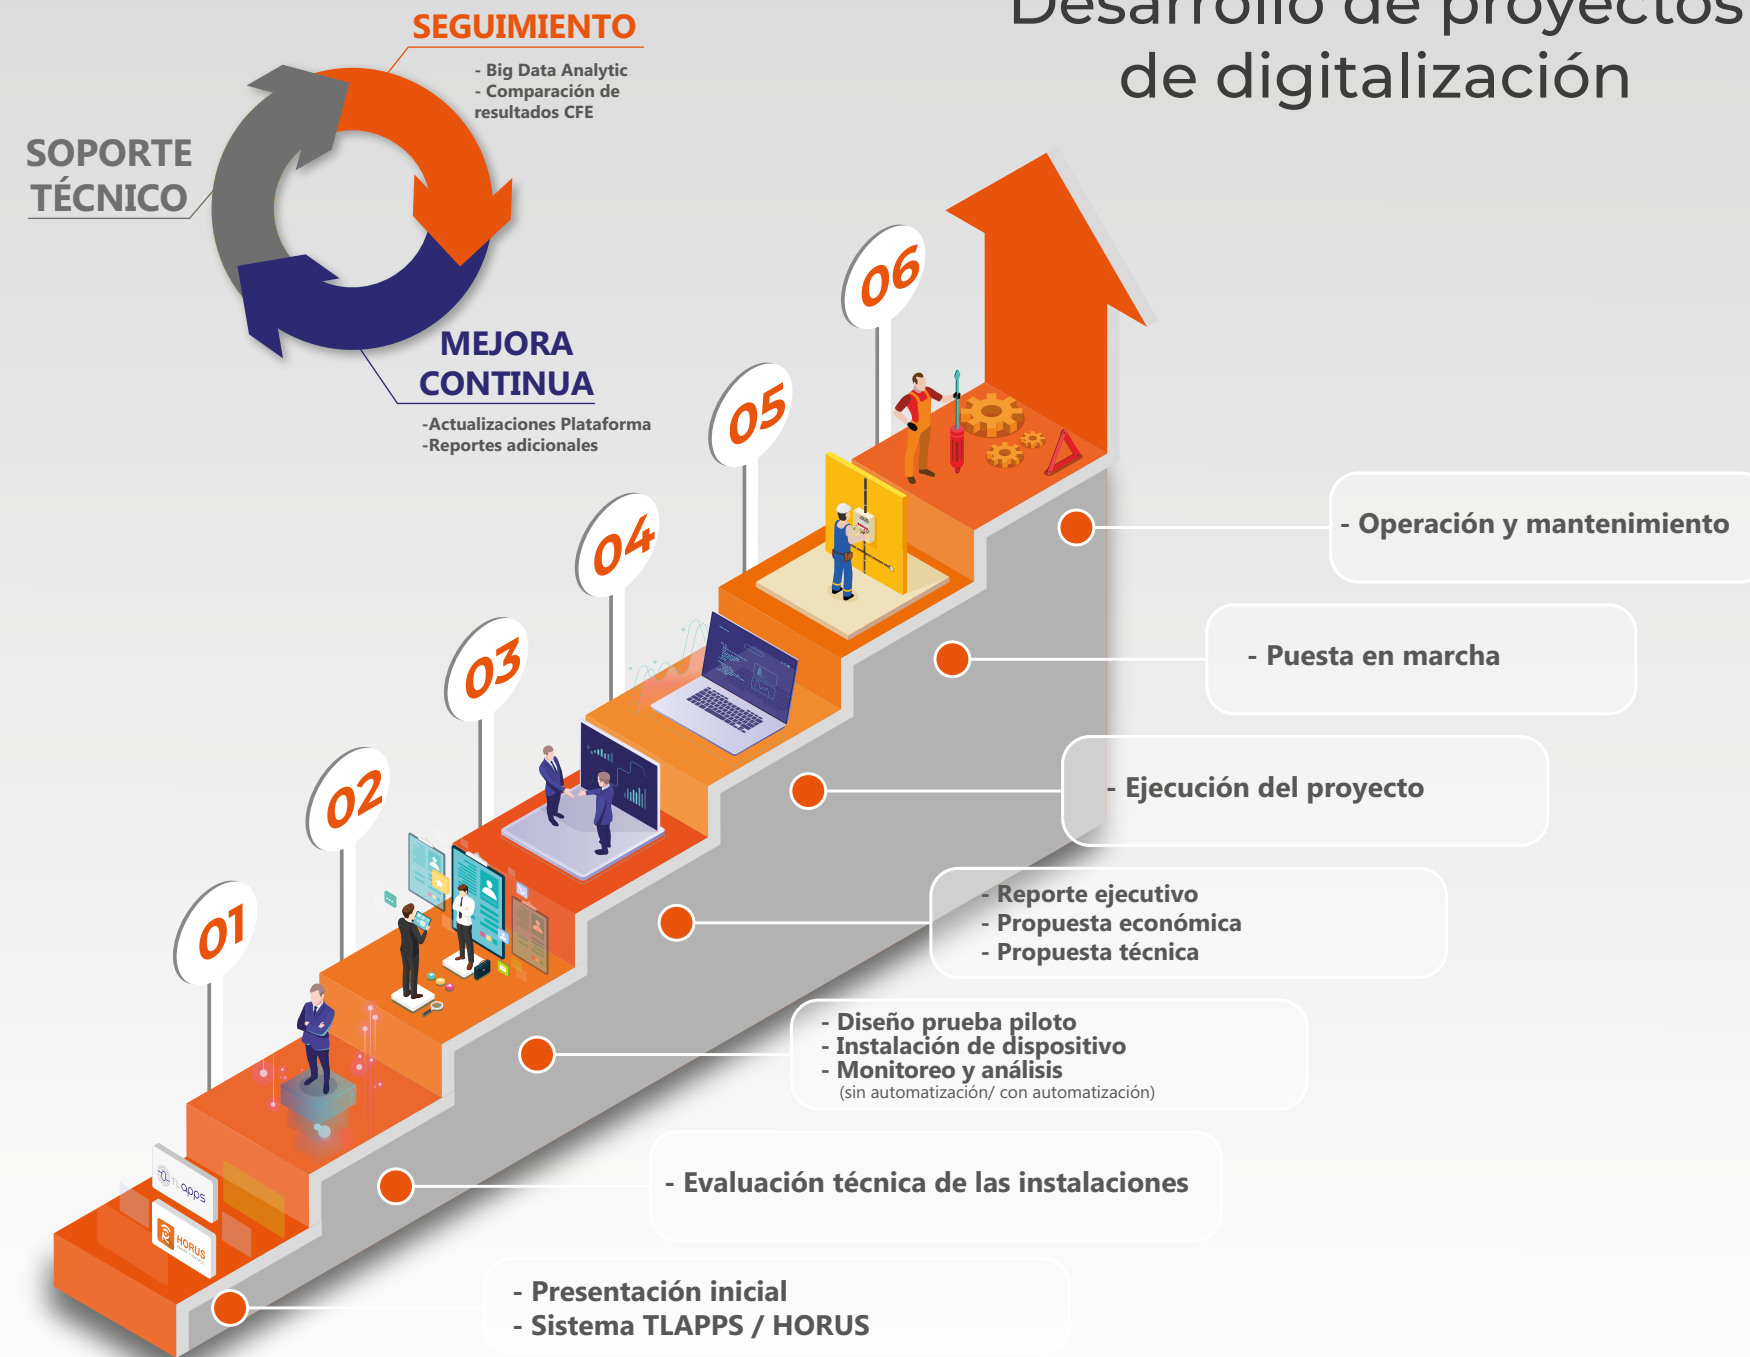 Desarrollo de proyectos
de digitalización
SEGUIMIENTO
- Big Data Analytic
- Comparación de
resultados CFE
SOPORTE
TÉCNICO
MEJORA
CONTINUA
-Actualizaciones Plataforma
-Reportes adicionales
06
05
04
03
02
01
- Operación y mantenimiento
- Puesta en marcha
- Ejecución del proyecto
- Reporte ejecutivo
- Propuesta económica
- Propuesta técnica
- Diseño prueba piloto
- Instalación de dispositivo
- Monitoreo y análisis
(sin automatización/ con automatización)
- Evaluación técnica de las instalaciones
- Presentación inicial
- Sistema TLAPPS / HORUS
TLapps
HORUS